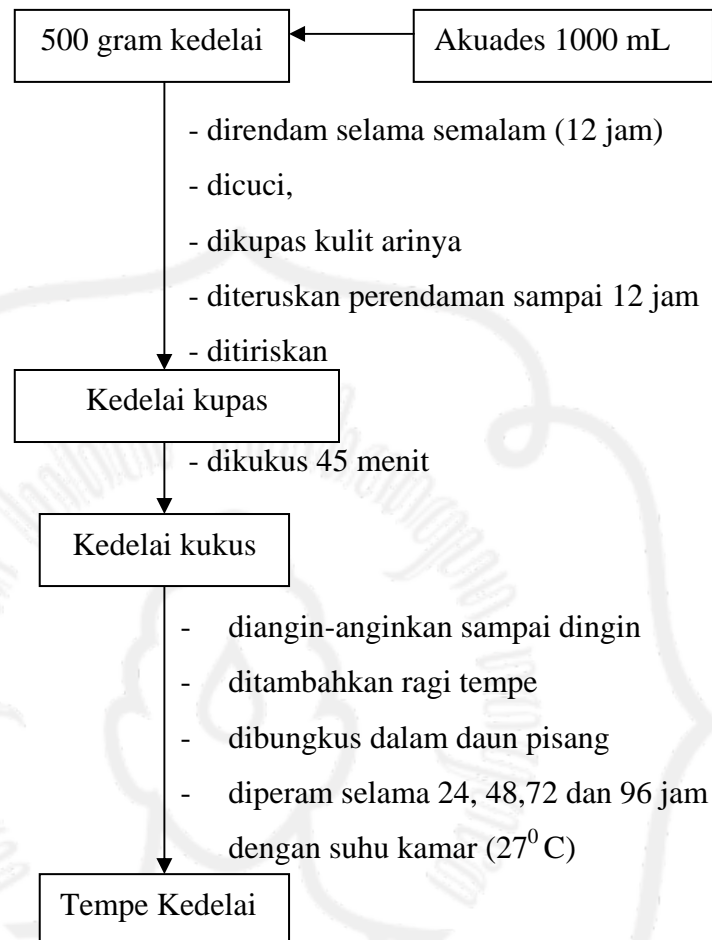 500 gram kedelai
Akuades 1000 mL
- direndam selama semalam (12 jam)
- dicuci,
- dikupas kulit arinya
- diteruskan perendaman sampai 12 jam
- ditiriskan
Kedelai kupas
- dikukus 45 menit
Kedelai kukus
- diangin-anginkan sampai dingin
- ditambahkan ragi tempe
- dibungkus dalam daun pisang
- diperam selama 24, 48,72 dan 96 jam
dengan suhu kamar (27⁰ C)
Tempe Kedelai